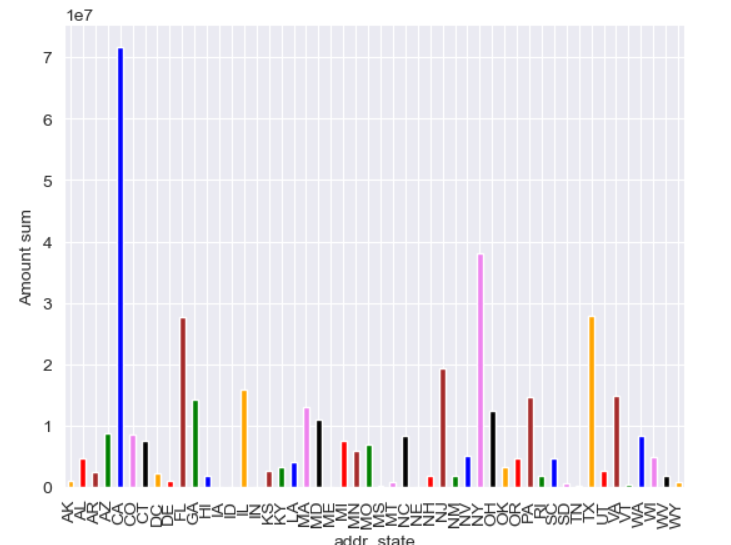 1e7
7
6
5
4
3
2
1
0
Amount sum
AK
AL
AR
AZ
CA
CO
CT
DC
DE
FL
GA
HI
IA
ID
IL
IN
KS
KY
LA
MA
MD
ME
MI
MN
MO
MS
MT
NC
NE
NH
NJ
NM
NV
NY
OH
OK
OR
PA
RI
SC
SD
TN
TX
UT
VA
VT
WA
WI
WV
WY
addr_state